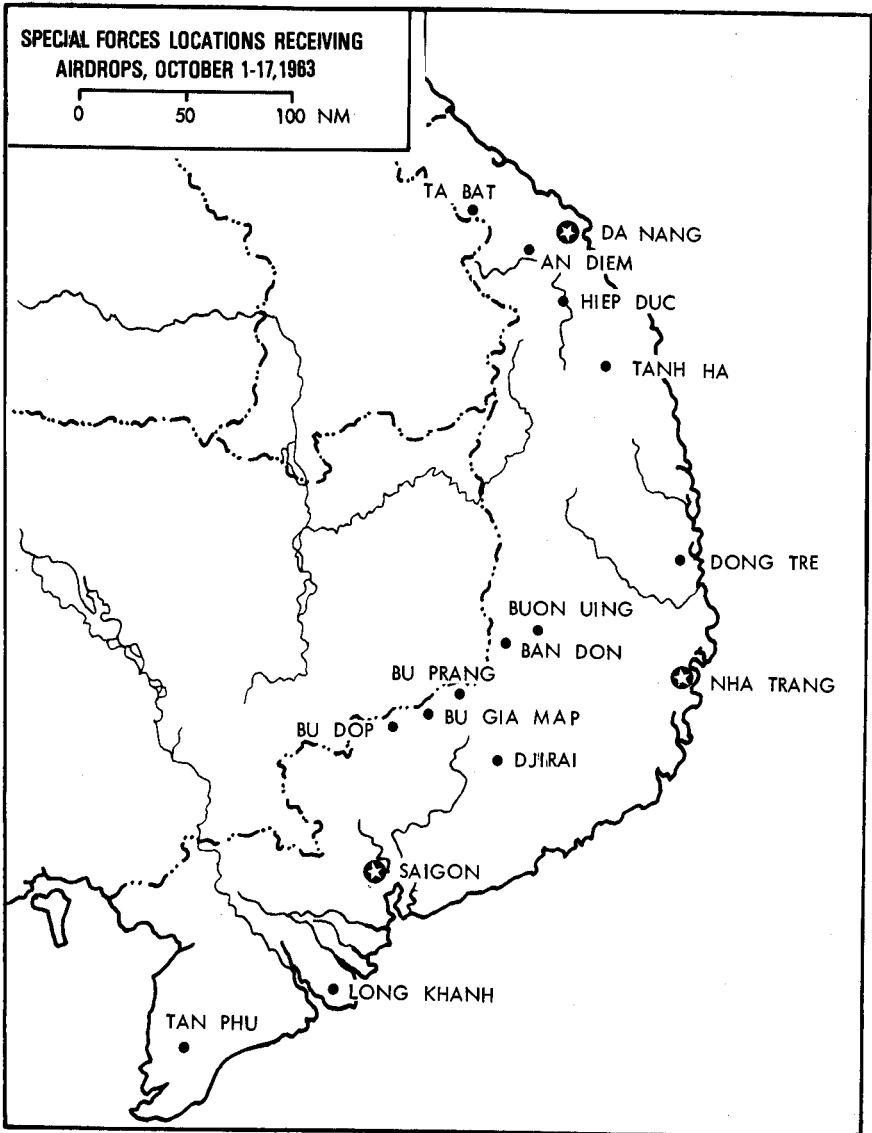 SPECIAL FORCES LOCATIONS RECEIVING
AIRDROPS, OCTOBER 1-17, 1963
0 50 100 NM
TA BAT
DA NANG
AN DIEM
HIEP DUC
TANH HA
DONG TRE
BUON UING
BAN DON
BU PRANG
NHA TRANG
BU GIA MAP
BU DOP
DJIRAI
SAIGON
LONG KHANH
TAN PHU